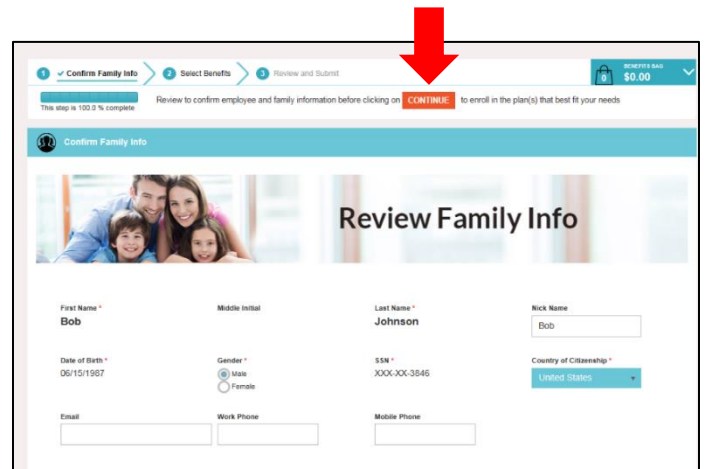 1 ✓ Confirm Family Info 2 Select Benefits 3 Review and Submit
BENEFITS BAG
0 $0.00
This step is 100.0 % complete
Review to confirm employee and family information before clicking on CONTINUE to enroll in the plan(s) that best fit your needs
Confirm Family Info
Review Family Info
First Name * Middle Initial Last Name * Nick Name
Bob Johnson Bob
Date of Birth * Gender * SSN * Country of Citizenship *
06/15/1987 Male XXX-XX-3846 United States
Female
Email Work Phone Mobile Phone